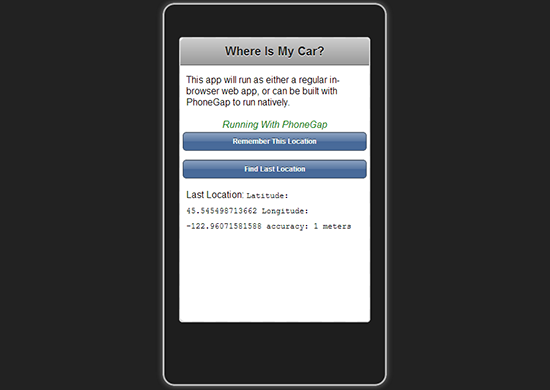 Where Is My Car?
This app will run as either a regular in-
browser web app, or can be built with
PhoneGap to run natively.
Running With PhoneGap
Remember This Location
Find Last Location
Last Location: Latitude:
45.545498713662 Longitude:
-122.96071581588 accuracy: 1 meters